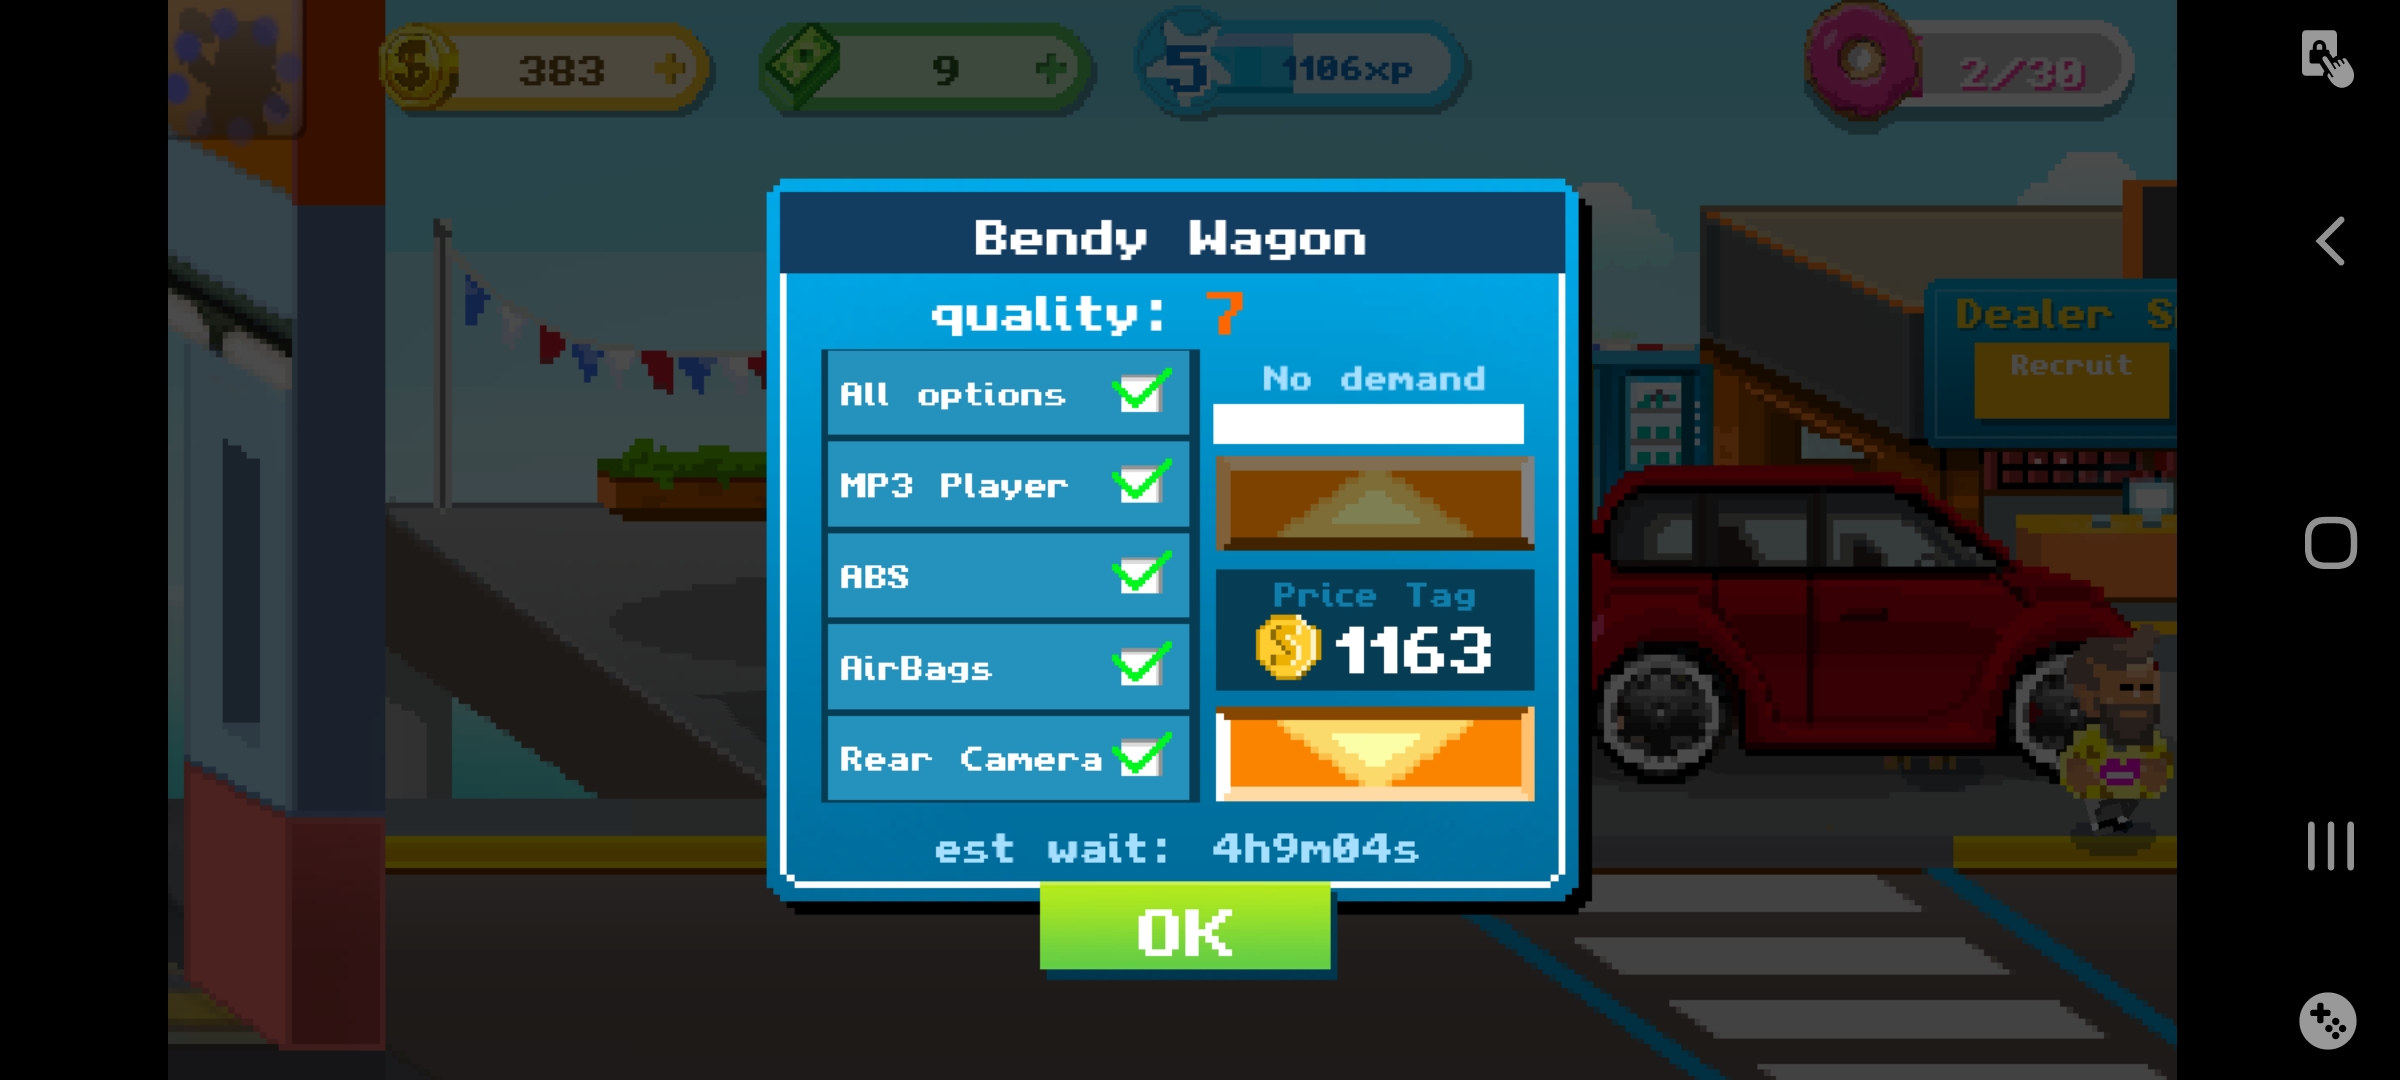 383
9
5
1106xp
2/30
Bendy Wagon
quality: 7
All options
MP3 Player
ABS
AirBags
Rear Camera
No demand
Price Tag
1163
est wait: 4h9m04s
OK
Dealer S
Recruit